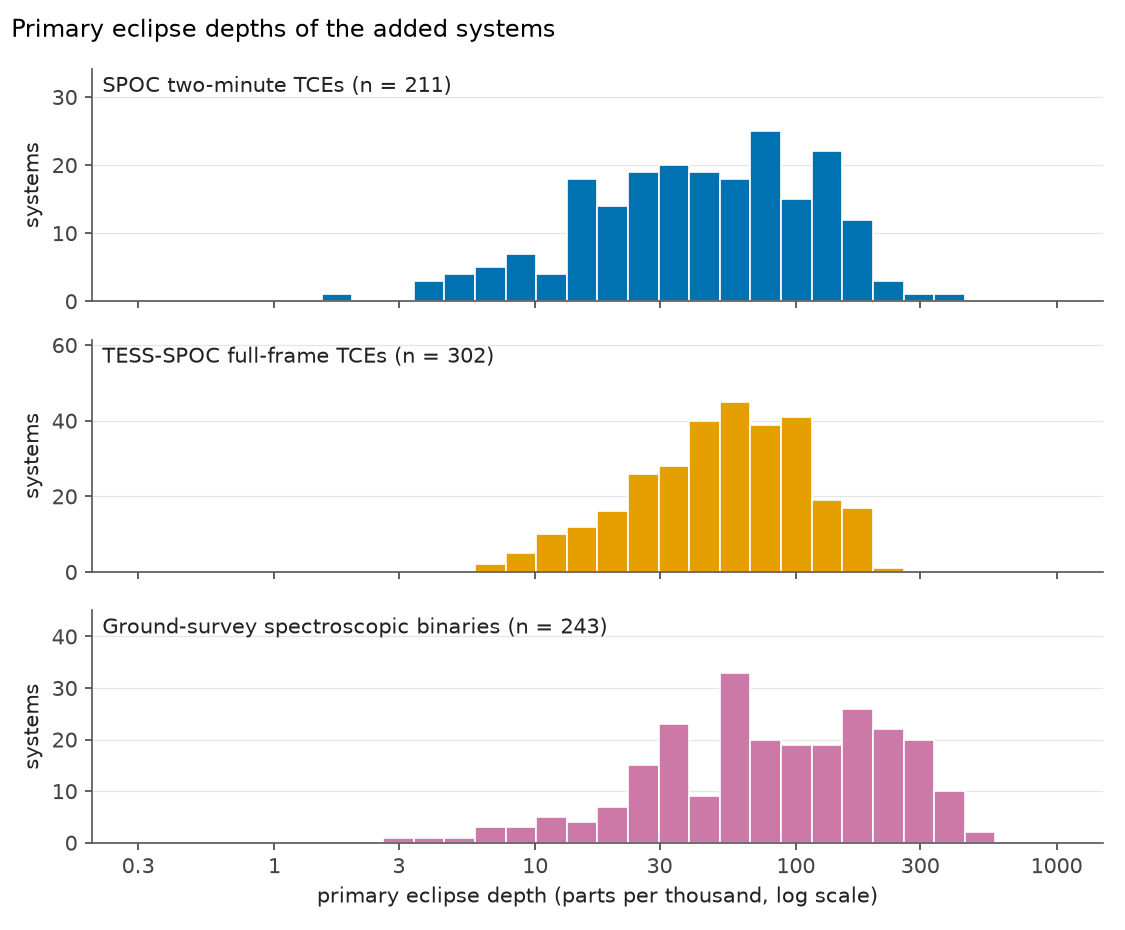 Primary eclipse depths of the added systems
SPOC two-minute TCEs (n = 211)
30
20
10
0
systems
TESS-SPOC full-frame TCEs (n = 302)
60
40
20
0
systems
Ground-survey spectroscopic binaries (n = 243)
40
30
20
10
0
systems
0.3 1 3 10 30 100 300 1000
primary eclipse depth (parts per thousand, log scale)